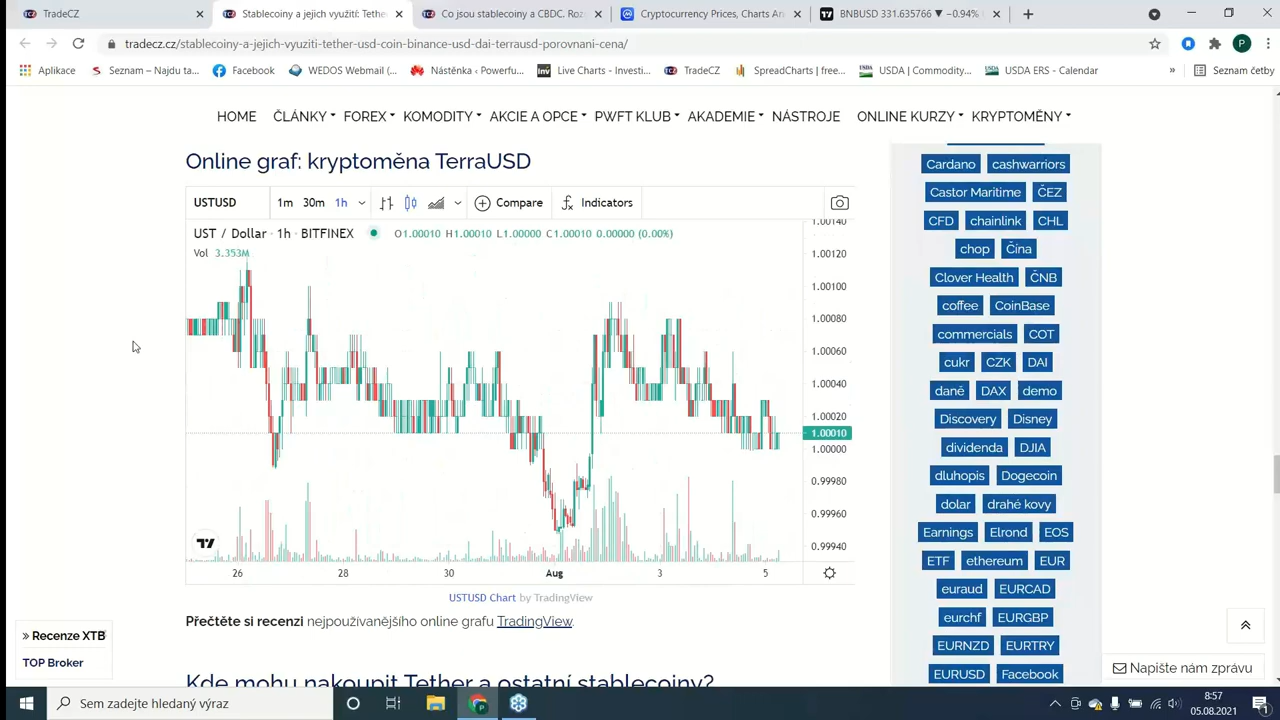 TradeCZ
Stablecoiny a jejich využití: Tethe
Co jsou stablecoiny a CBDC. Roz
Cryptocurrency Prices, Charts An
BNBUSD 331.635766 ▼ −0.94% U
tradecz.cz/stablecoiny-a-jejich-vyuziti-tether-usd-coin-binance-usd-dai-terrausd-porovnani-cena/
P
Aplikace
Seznam – Najdu ta...
Facebook
WEDOS Webmail (...
Nástěnka ‹ Powerfu...
Live Charts - Investi...
TradeCZ
SpreadCharts | free...
USDA | Commodity...
USDA ERS - Calendar
»
Seznam četby
HOME ČLÁNKY FOREX KOMODITY AKCIE A OPCE PWFT KLUB AKADEMIE NÁSTROJE ONLINE KURZY KRYPTOMĚNY
Online graf: kryptoměna TerraUSD
USTUSD 1m 30m 1h Compare Indicators
UST / Dollar · 1h · BITFINEX O1.00010 H1.00010 L1.00000 C1.00010 0.00000 (0.00%)
Vol 3.353M
1.00140
1.00120
1.00100
1.00080
1.00060
1.00040
1.00020
1.00010
1.00000
0.99980
0.99960
0.99940
26 28 30 Aug 3 5
USTUSD Chart by TradingView
Přečtěte si recenzi nejpoužívanějšího online grafu TradingView.
Kde mohu nakoupit Tether a ostatní stablecoiny?
Cardano cashwarriors
Castor Maritime ČEZ
CFD chainlink CHL
chop Čína
Clover Health ČNB
coffee CoinBase
commercials COT
cukr CZK DAI
daně DAX demo
Discovery Disney
dividenda DJIA
dluhopis Dogecoin
dolar drahé kovy
Earnings Elrond EOS
ETF ethereum EUR
euraud EURCAD
eurchf EURGBP
EURNZD EURTRY
EURUSD Facebook
» Recenze XTB
TOP Broker
Napište nám zprávu
Sem zadejte hledaný výraz
8:57
05.08.2021